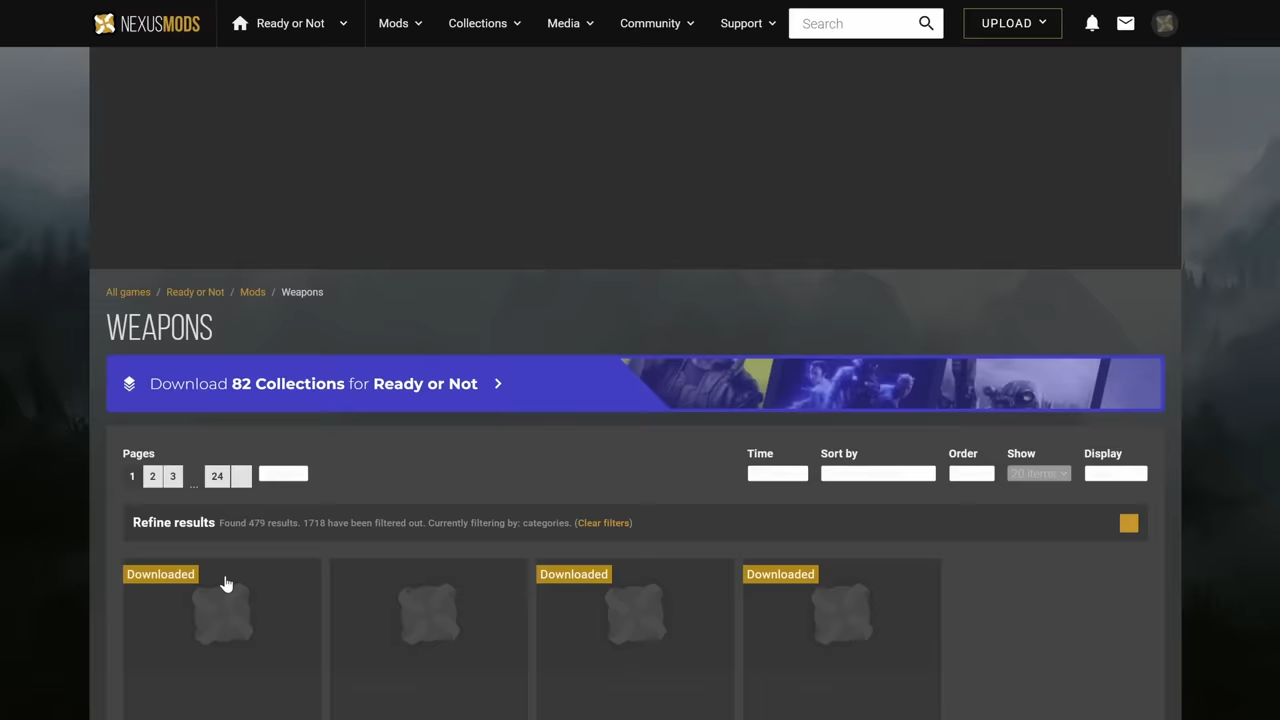 NEXUSMODS
Ready or Not
Mods
Collections
Media
Community
Support
Search
UPLOAD
All games / Ready or Not / Mods / Weapons
WEAPONS
Download 82 Collections for Ready or Not
Pages
1 2 3 ... 24
Time
Sort by
Order
Show
20 items
Display
Refine results Found 479 results. 1718 have been filtered out. Currently filtering by: categories. (Clear filters)
Downloaded
Downloaded
Downloaded